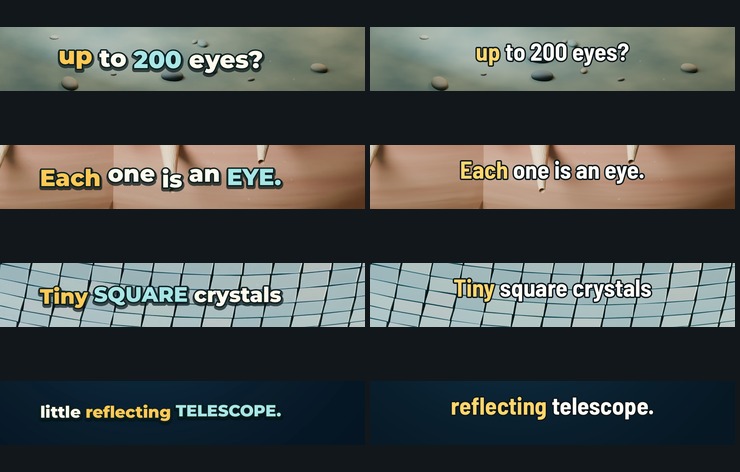 up to 200 eyes?
up to 200 eyes?
Each one is an EYE.
Each one is an eye.
Tiny SQUARE crystals
Tiny square crystals
little reflecting TELESCOPE.
reflecting telescope.